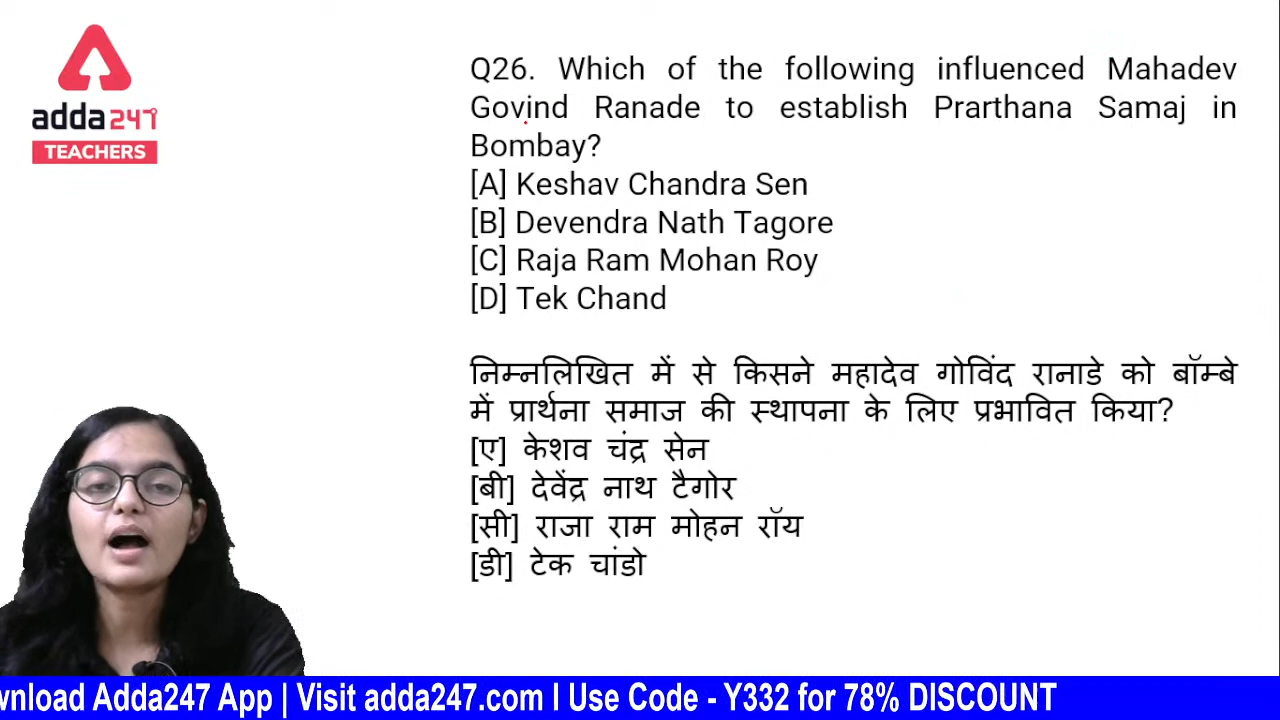 adda247
TEACHERS
Q26. Which of the following influenced Mahadev
Govind Ranade to establish Prarthana Samaj in
Bombay?
[A] Keshav Chandra Sen
[B] Devendra Nath Tagore
[C] Raja Ram Mohan Roy
[D] Tek Chand
निम्नलिखित में से किसने महादेव गोविंद रानाडे को बॉम्बे
में प्रार्थना समाज की स्थापना के लिए प्रभावित किया?
[ए] केशव चंद्र सेन
[बी] देवेंद्र नाथ टैगोर
[सी] राजा राम मोहन रॉय
[डी] टेक चांडो
wnload Adda247 App | Visit adda247.com I Use Code - Y332 for 78% DISCOUNT